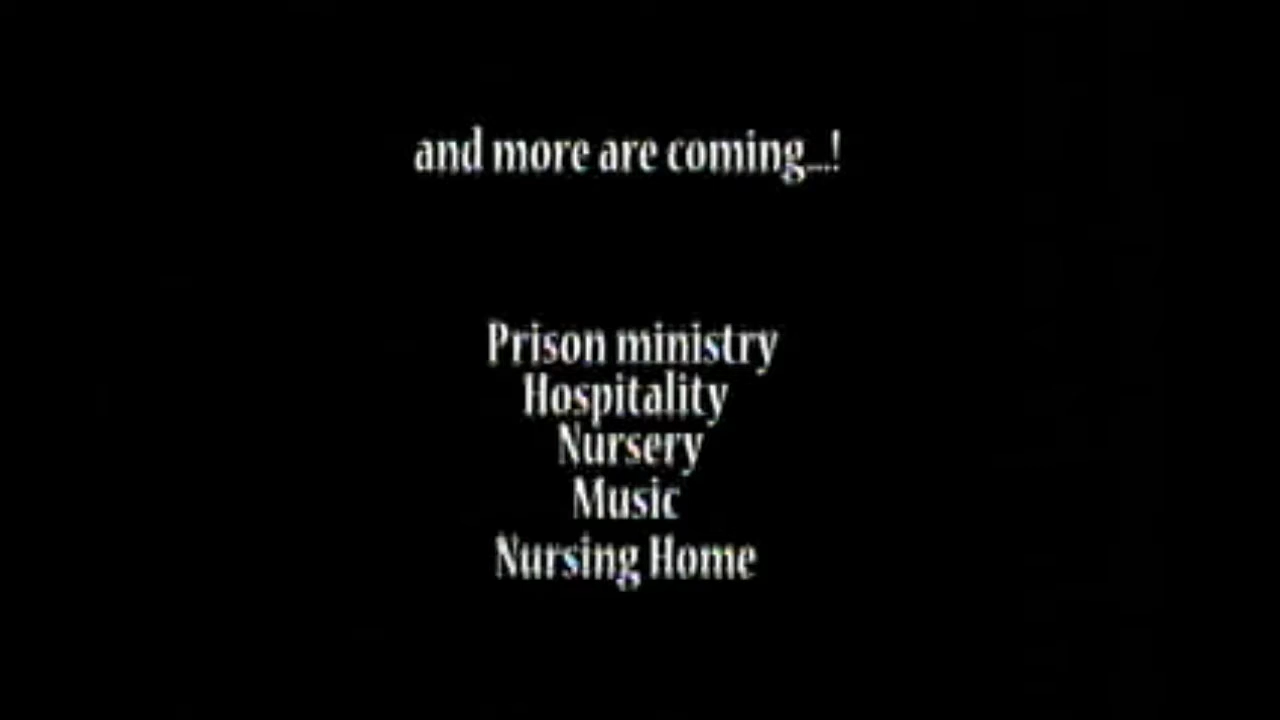 and more are coming...!
Prison ministry
Hospitality
Nursery
Music
Nursing Home